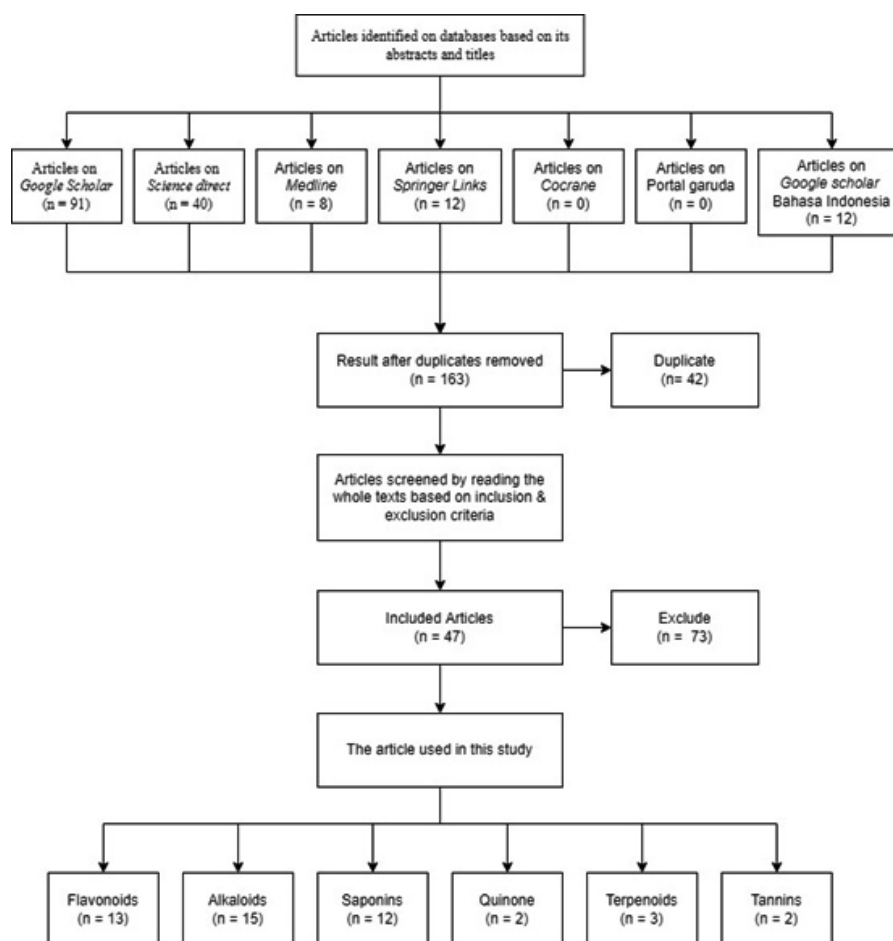 Articles identified on databases based on its
abstracts and titles
Articles on
Google Scholar
(n = 91)
Articles on
Science direct
(n = 40)
Articles on
Medline
(n = 8)
Articles on
Springer Links
(n = 12)
Articles on
Cocrane
(n = 0)
Articles on
Portal garuda
(n = 0)
Articles on
Google scholar
Bahasa Indonesia
(n = 12)
Result after duplicates removed
(n = 163)
Duplicate
(n= 42)
Articles screened by reading the
whole texts based on inclusion &
exclusion criteria
Included Articles
(n = 47)
Exclude
(n = 73)
The article used in this study
Flavonoids
(n = 13)
Alkaloids
(n = 15)
Saponins
(n = 12)
Quinone
(n = 2)
Terpenoids
(n = 3)
Tannins
(n = 2)